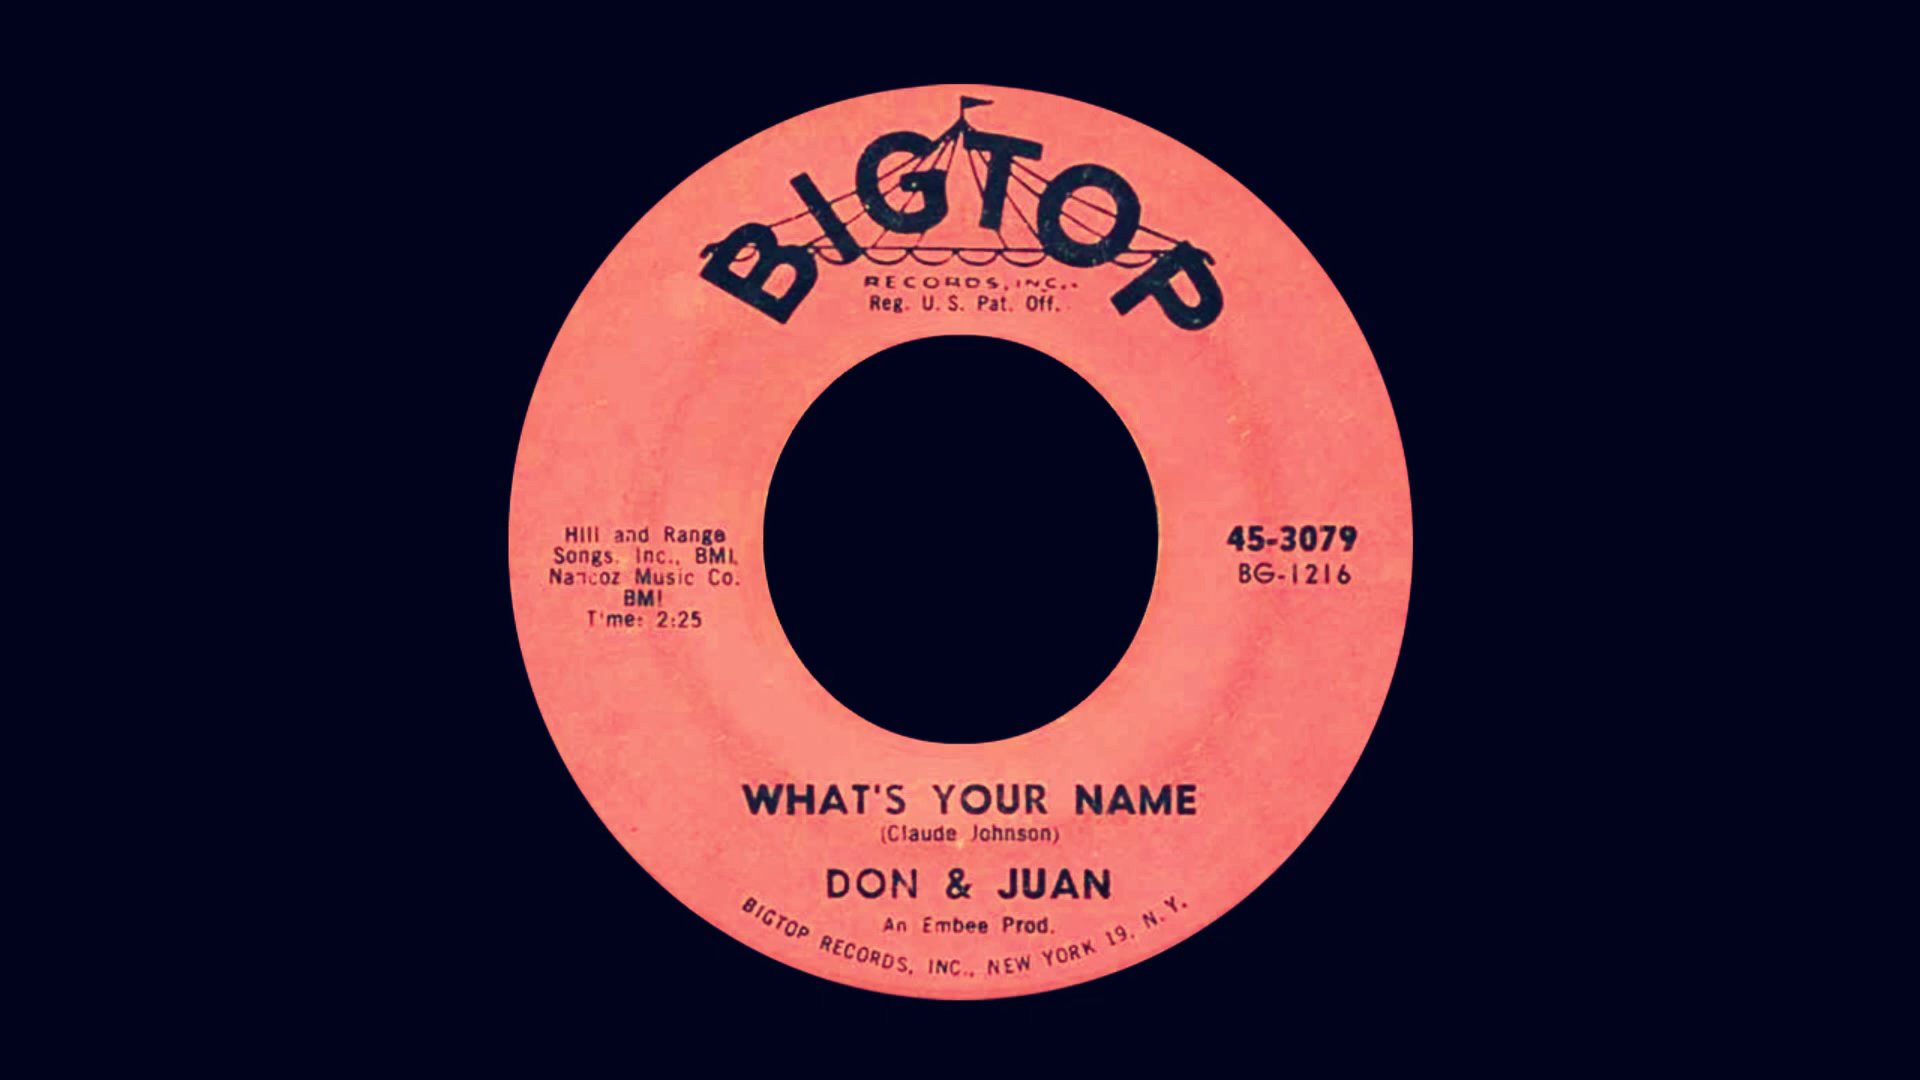 BIGTOP
RECORDS, INC.
Reg. U. S. Pat. Off.
Hill and Range
Songs, Inc., BMI,
Narcoz Music Co.
BMI
Time: 2:25
45-3079
BG-1216
WHAT'S YOUR NAME
(Claude Johnson)
DON & JUAN
An Embee Prod.
BIGTOP RECORDS, INC., NEW YORK 19, N.Y.